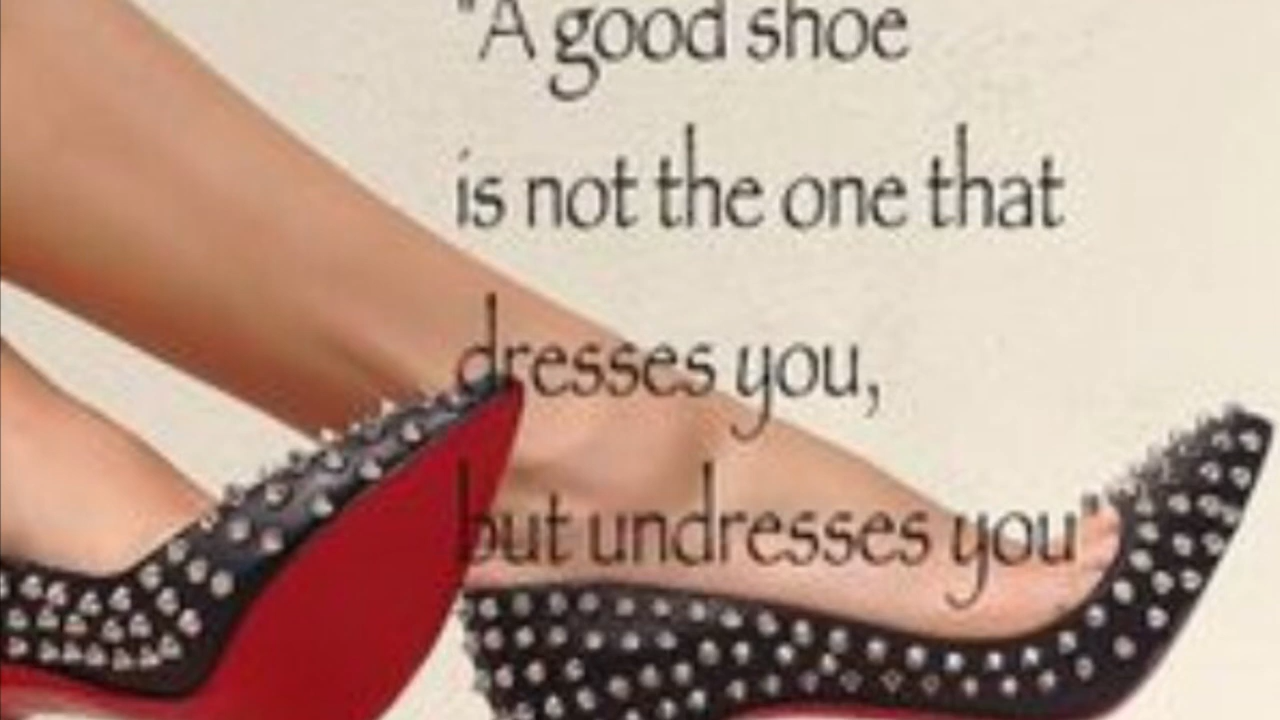 "A good shoe
is not the one that
dresses you,
but undresses you"